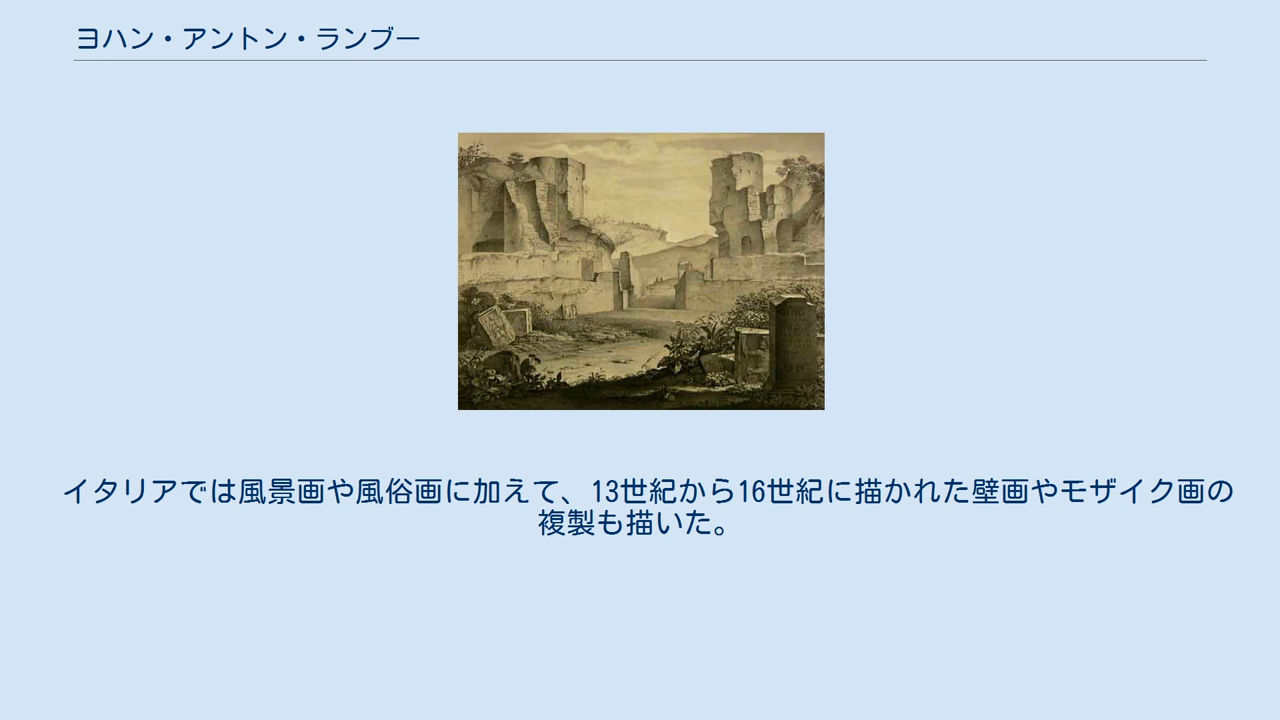 ヨハン・アントン・ランブー
イタリアでは風景画や風俗画に加えて、13世紀から16世紀に描かれた壁画やモザイク画の
複製も描いた。